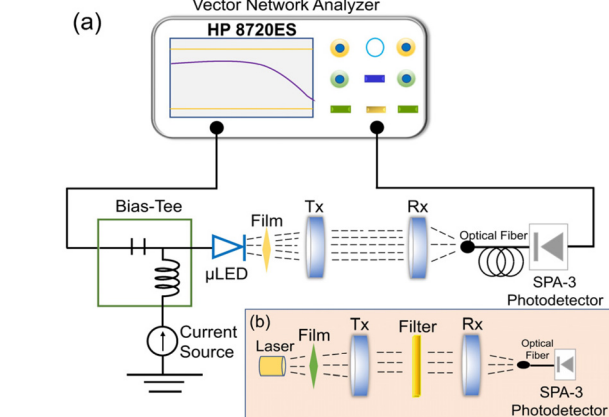 Vector Network Analyzer
(a)
HP 8720ES
Bias-Tee
Film
Tx
Rx
Optical Fiber
µLED
SPA-3
Photodetector
Current
Source
(b)
Laser
Film
Tx
Filter
Rx
Optical
Fiber
SPA-3
Photodetector